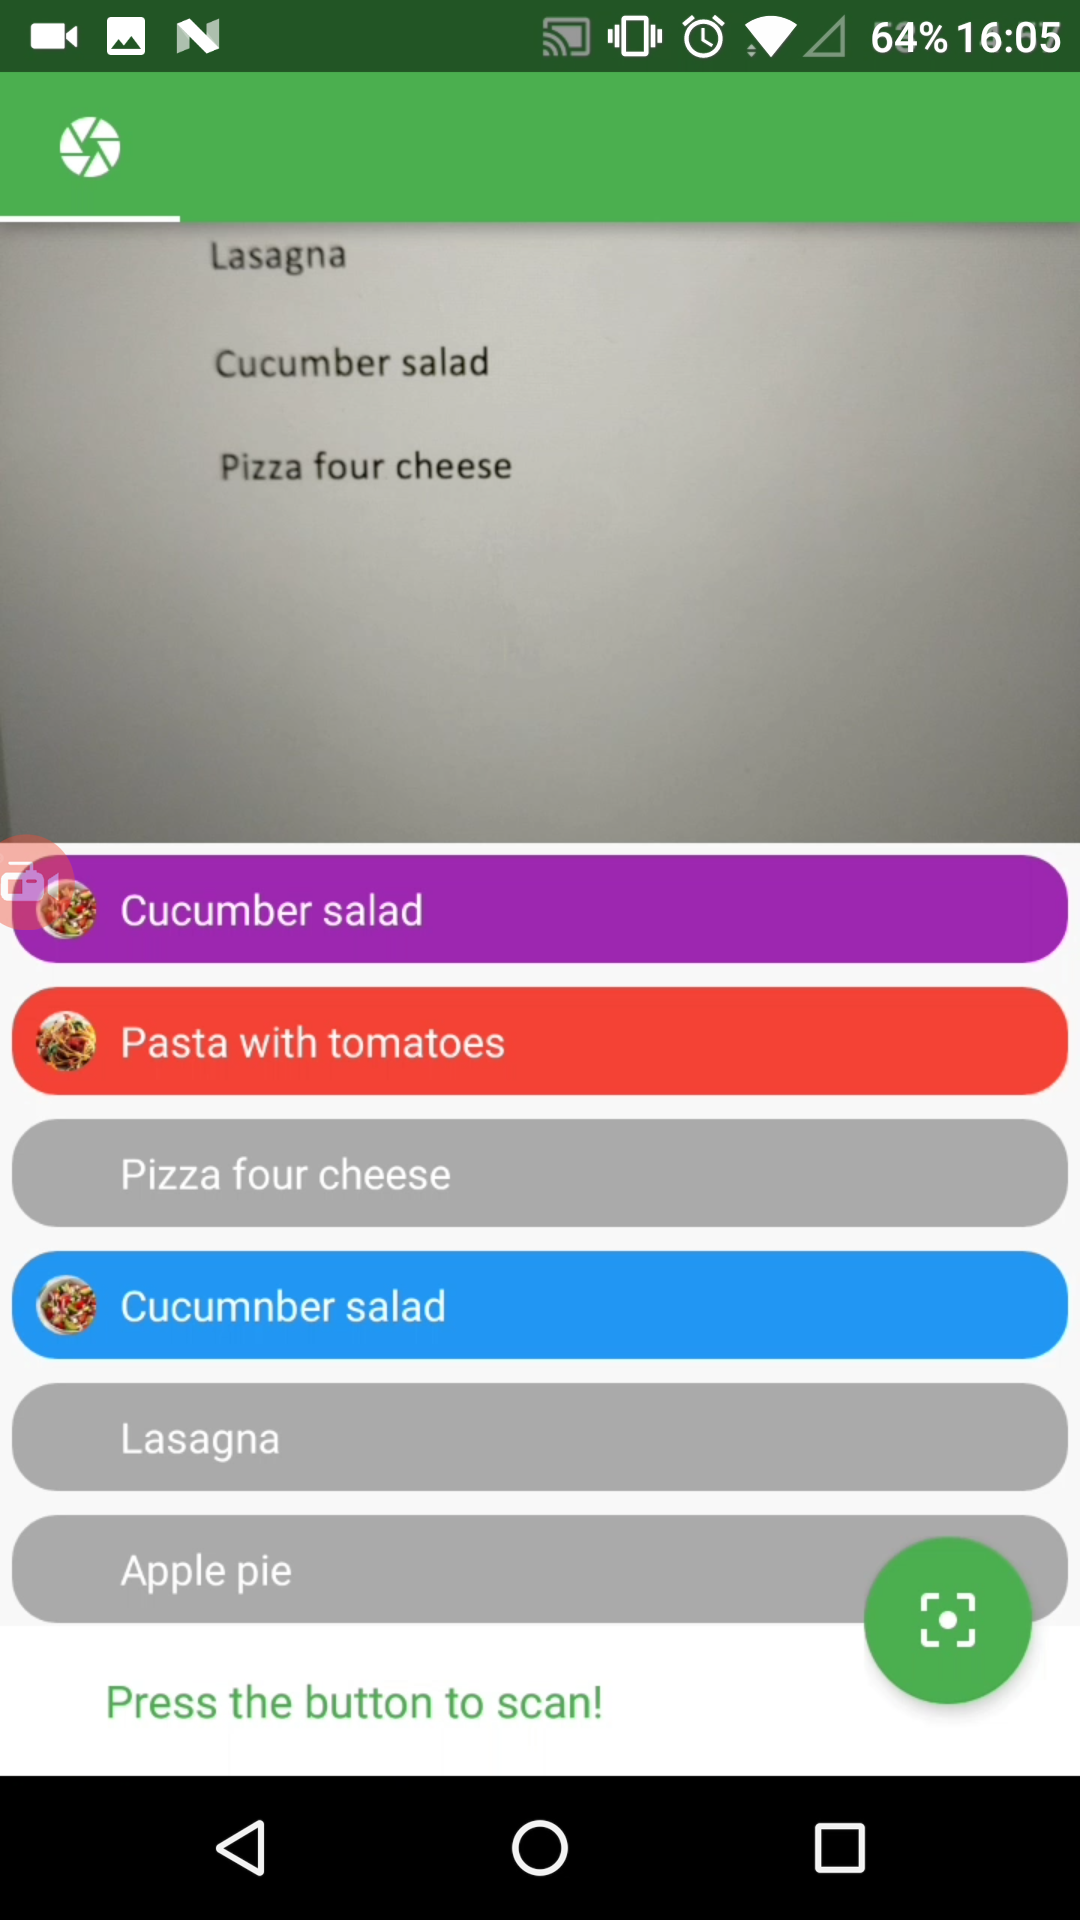 64% 16:05
Lasagna
Cucumber salad
Pizza four cheese
Cucumber salad
Pasta with tomatoes
Pizza four cheese
Cucumnber salad
Lasagna
Apple pie
Press the button to scan!